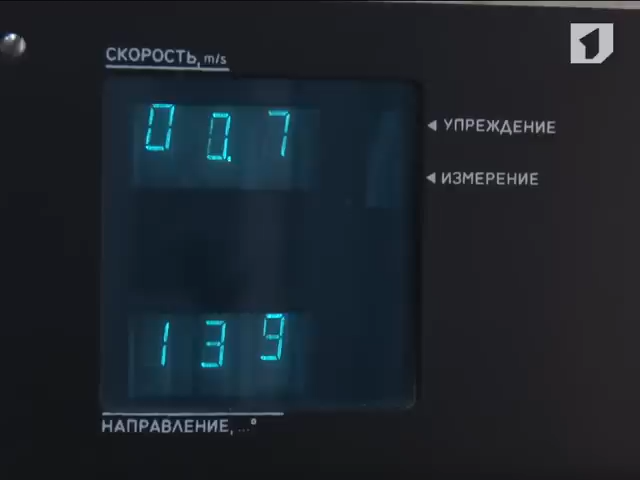 СКОРОСТЬ, m/s
1
00.7
УПРЕЖДЕНИЕ
ИЗМЕРЕНИЕ
139
НАПРАВЛЕНИЕ, ...°